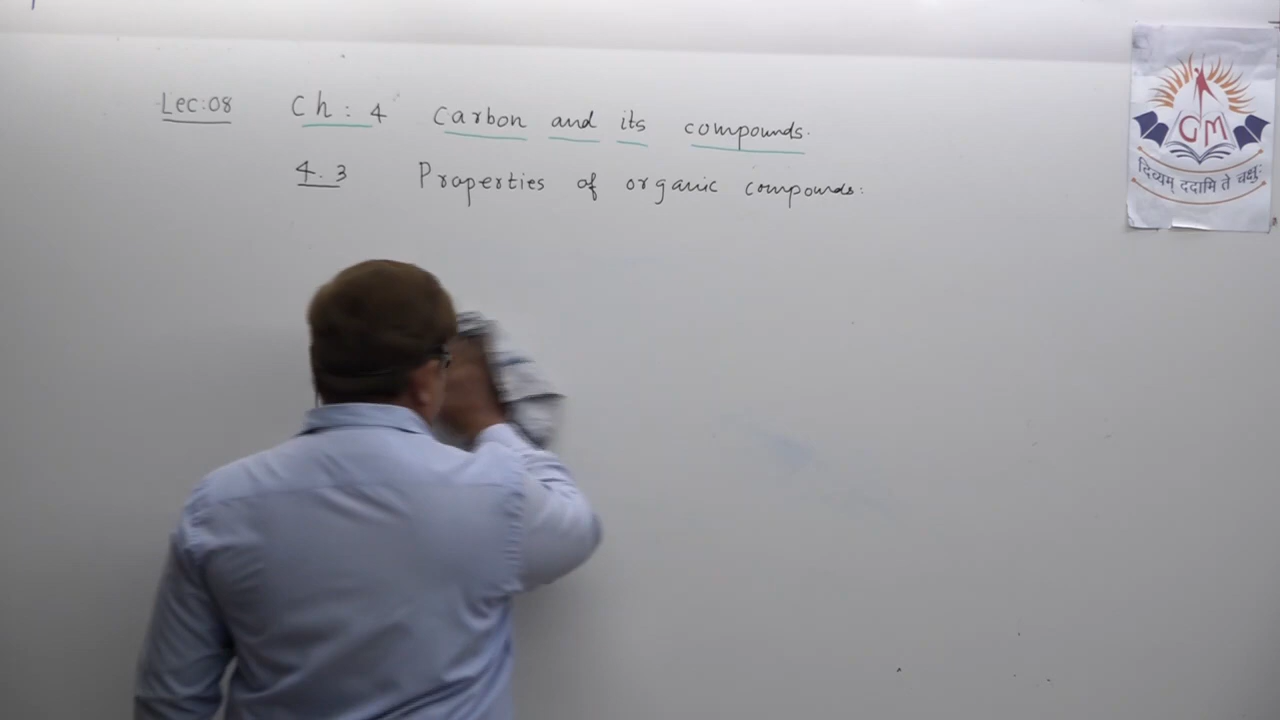 Lec:08 Ch: 4 Carbon and its compounds.
4.3 Properties of organic compounds:
GM
दिव्यम् ददामि ते चक्षुः